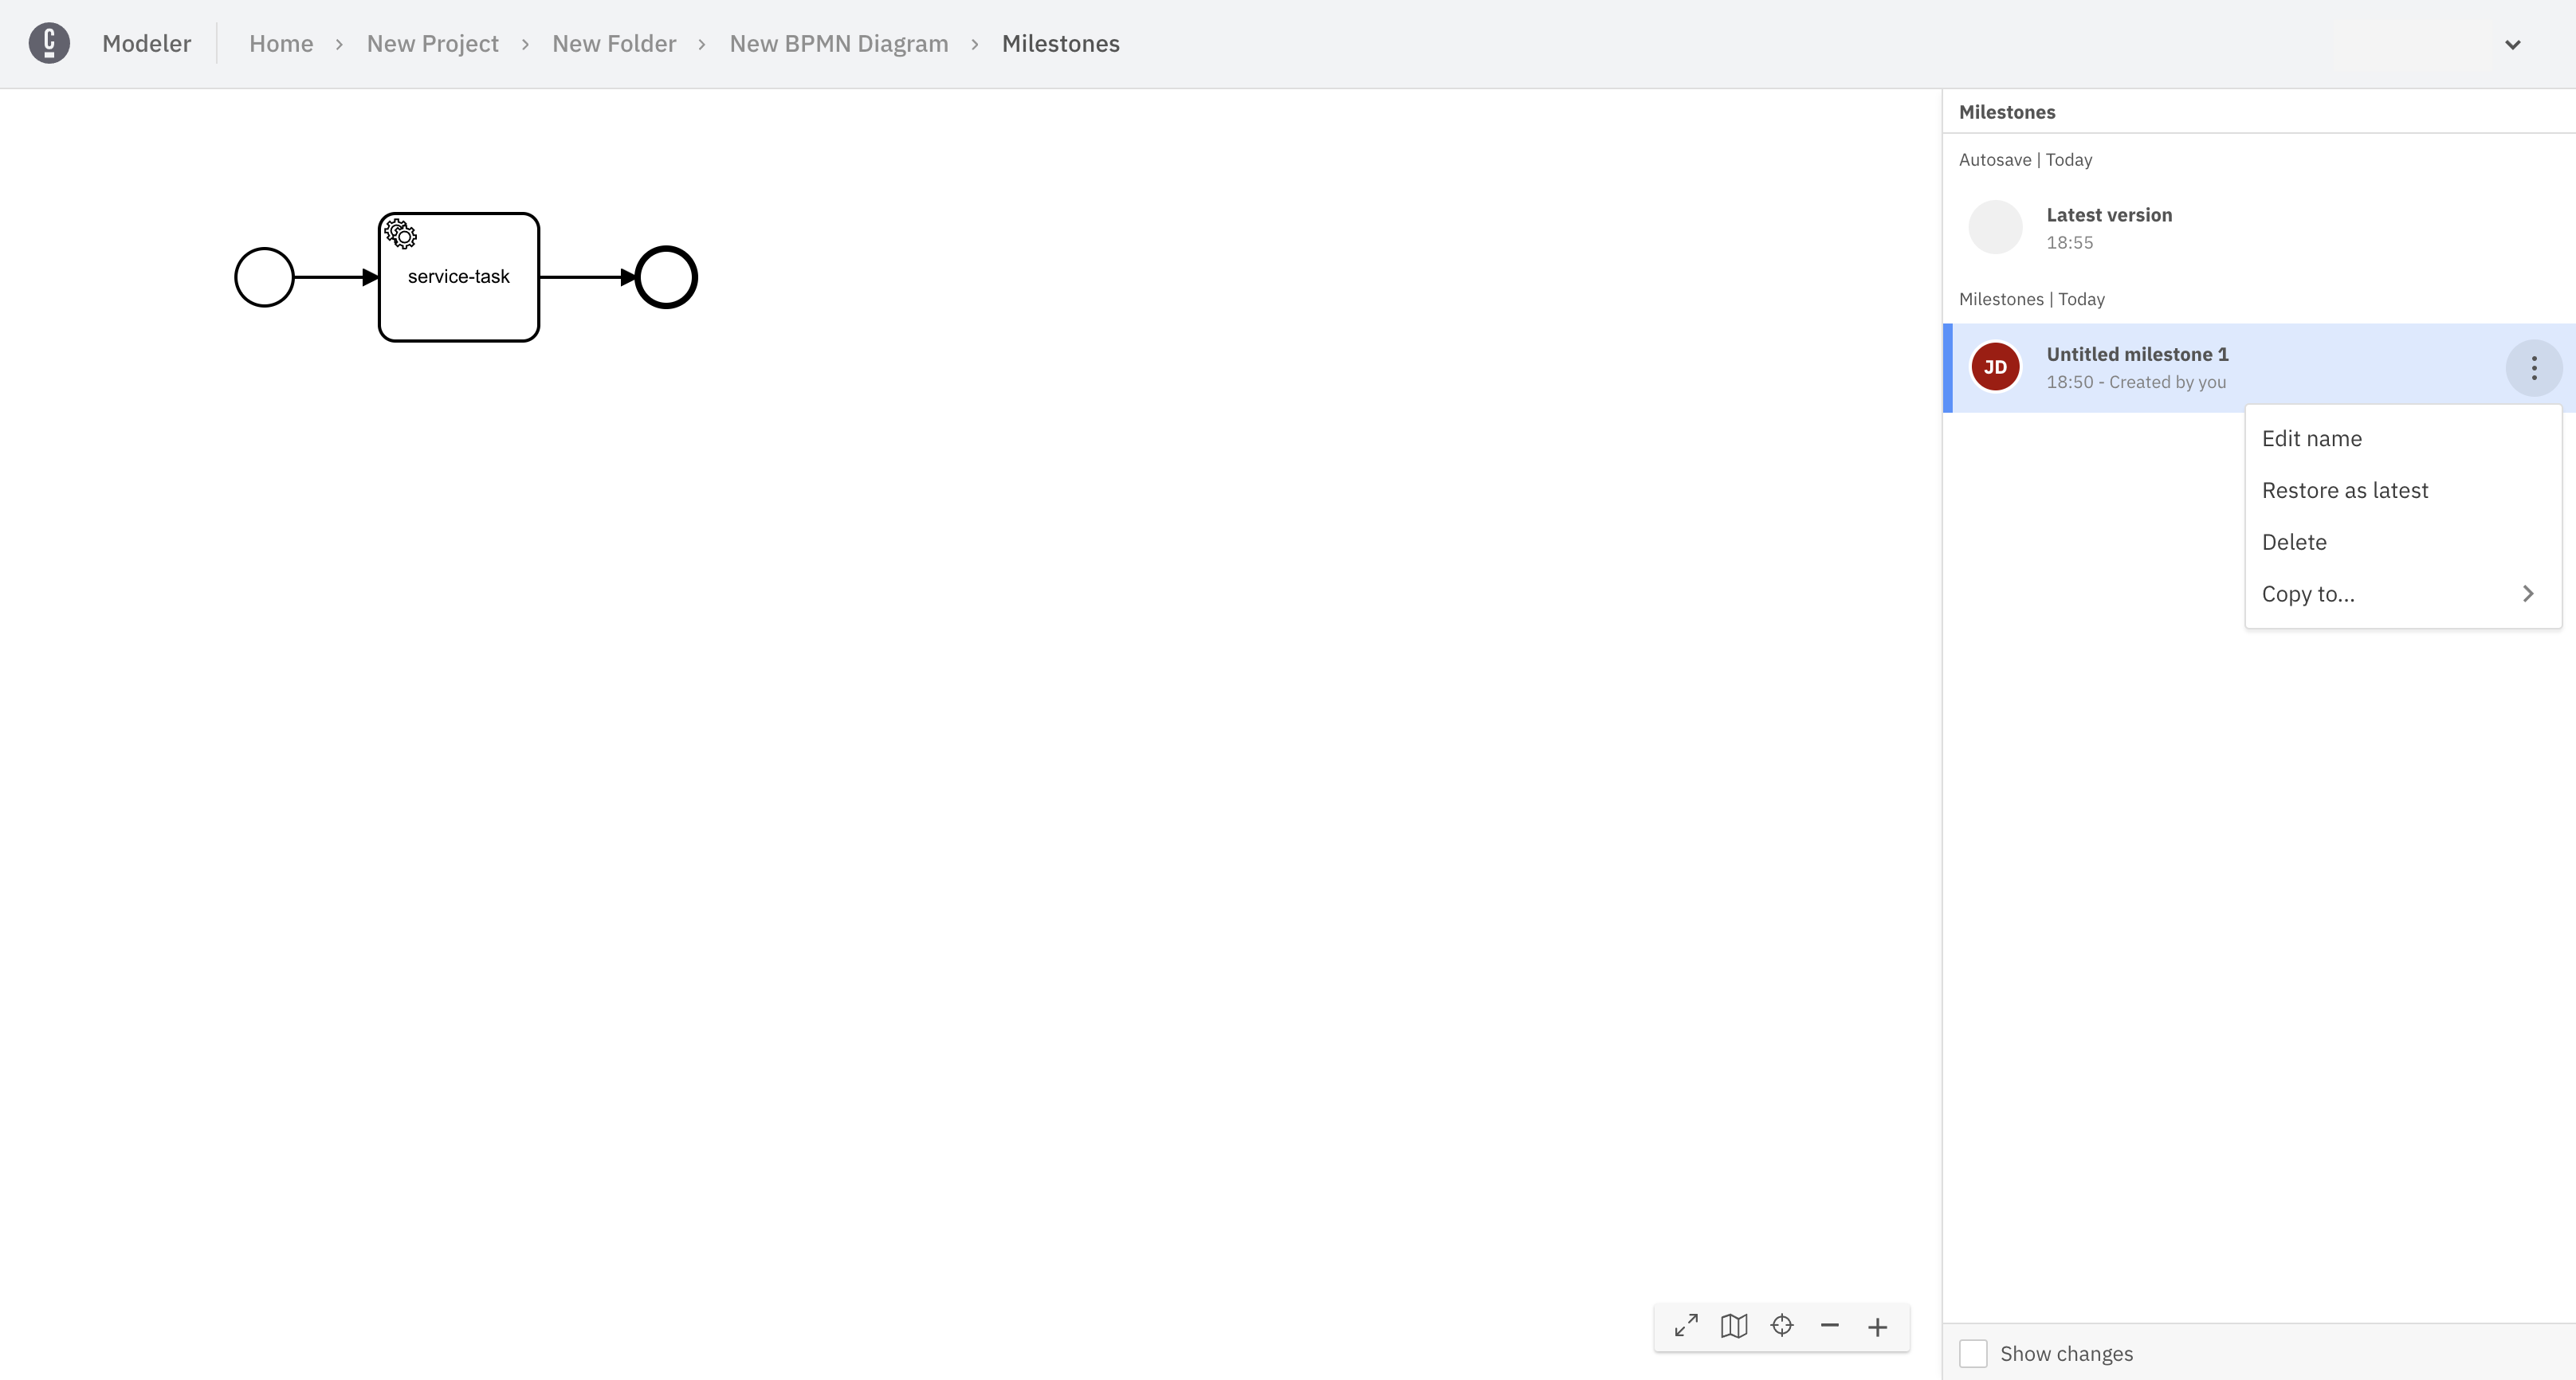 Modeler Home › New Project › New Folder › New BPMN Diagram › Milestones
service-task
Milestones
Autosave | Today
Latest version
18:55
Milestones | Today
JD
Untitled milestone 1
18:50 - Created by you
Edit name
Restore as latest
Delete
Copy to...
Show changes